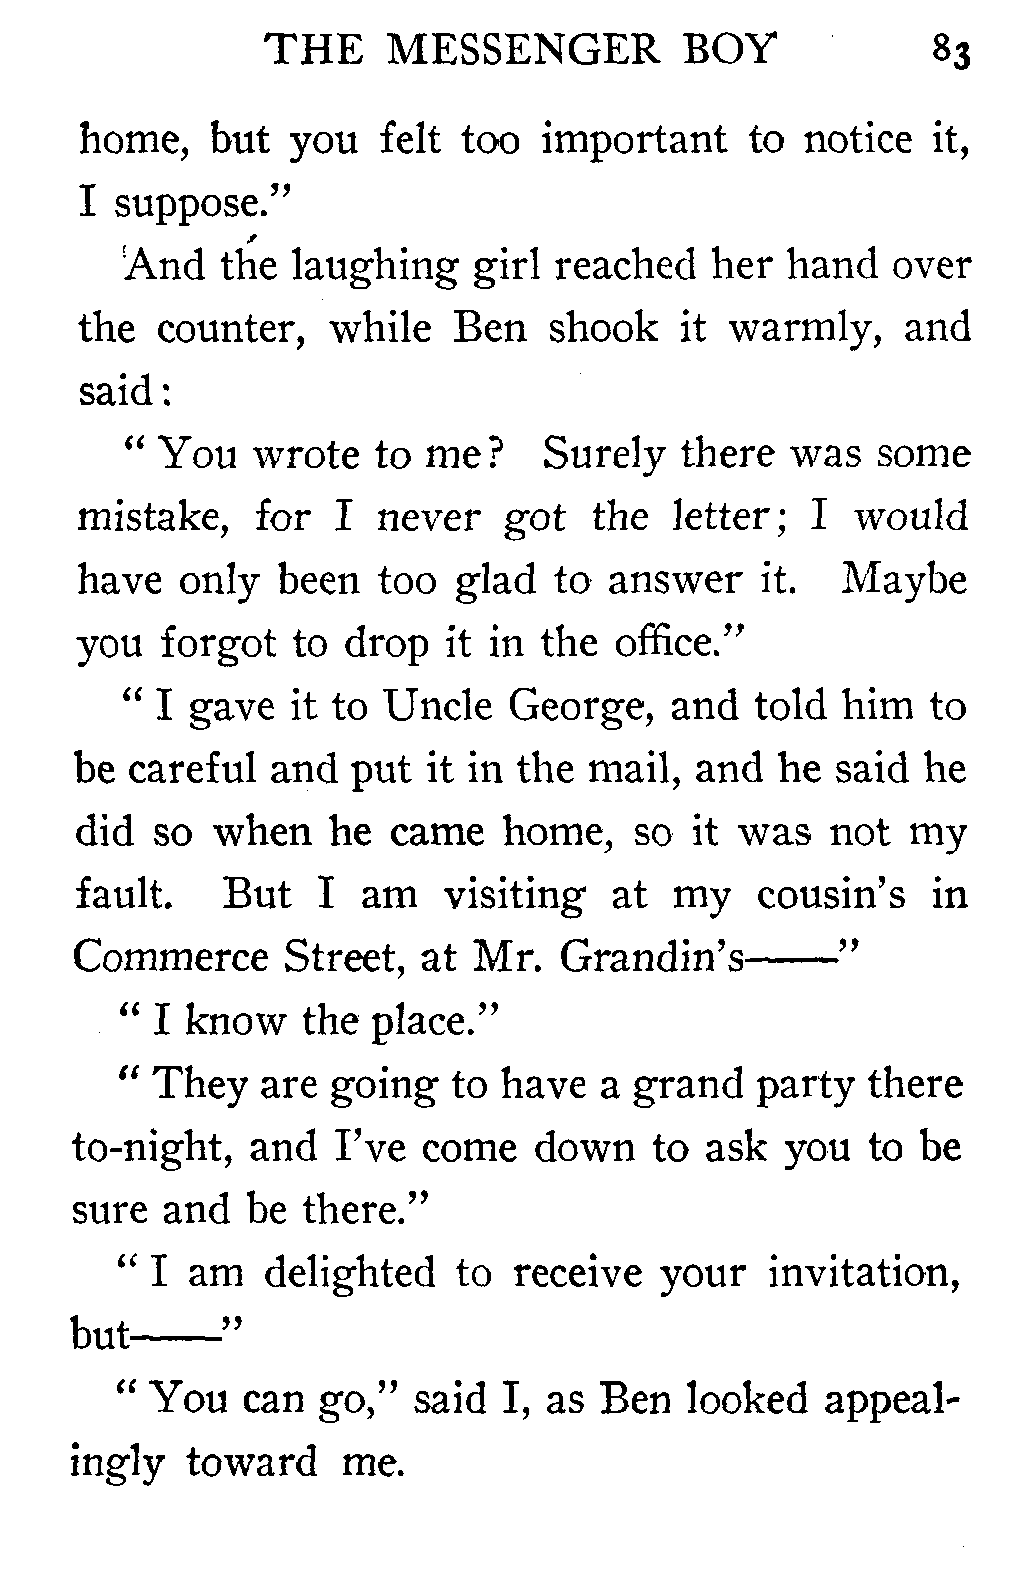 THE MESSENGER BOY 83
home, but you felt too important to notice it,
I suppose."
And the laughing girl reached her hand over
the counter, while Ben shook it warmly, and
said:
"You wrote to me? Surely there was some
mistake, for I never got the letter; I would
have only been too glad to answer it. Maybe
you forgot to drop it in the office."
"I gave it to Uncle George, and told him to
be careful and put it in the mail, and he said he
did so when he came home, so it was not my
fault. But I am visiting at my cousin's in
Commerce Street, at Mr. Grandin's——"
"I know the place."
"They are going to have a grand party there
to-night, and I've come down to ask you to be
sure and be there."
"I am delighted to receive your invitation,
but——"
"You can go," said I, as Ben looked appeal-
ingly toward me.